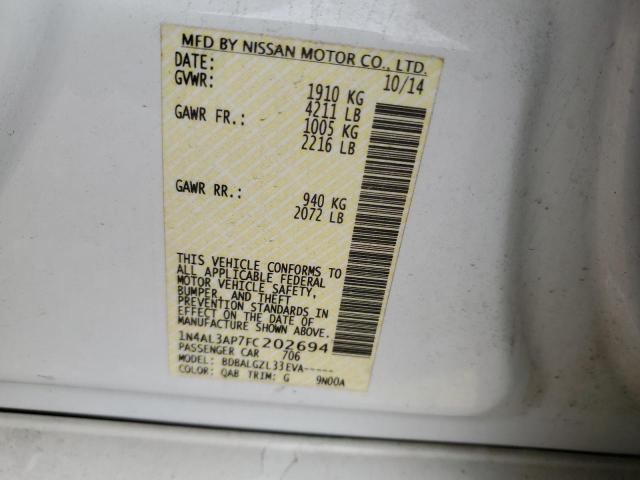 MFD BY NISSAN MOTOR CO., LTD.
DATE: 10/14
GVWR: 1910 KG
4211 LB
GAWR FR.: 1005 KG
2216 LB
GAWR RR.: 940 KG
2072 LB
THIS VEHICLE CONFORMS TO
ALL APPLICABLE FEDERAL
MOTOR VEHICLE SAFETY,
BUMPER, AND THEFT
PREVENTION STANDARDS IN
EFFECT ON THE DATE OF
MANUFACTURE SHOWN ABOVE.
1N4AL3AP7FC202694
PASSENGER CAR 706
MODEL: BDBALGZL33EVA-----
COLOR: QAB TRIM: G 9N00A